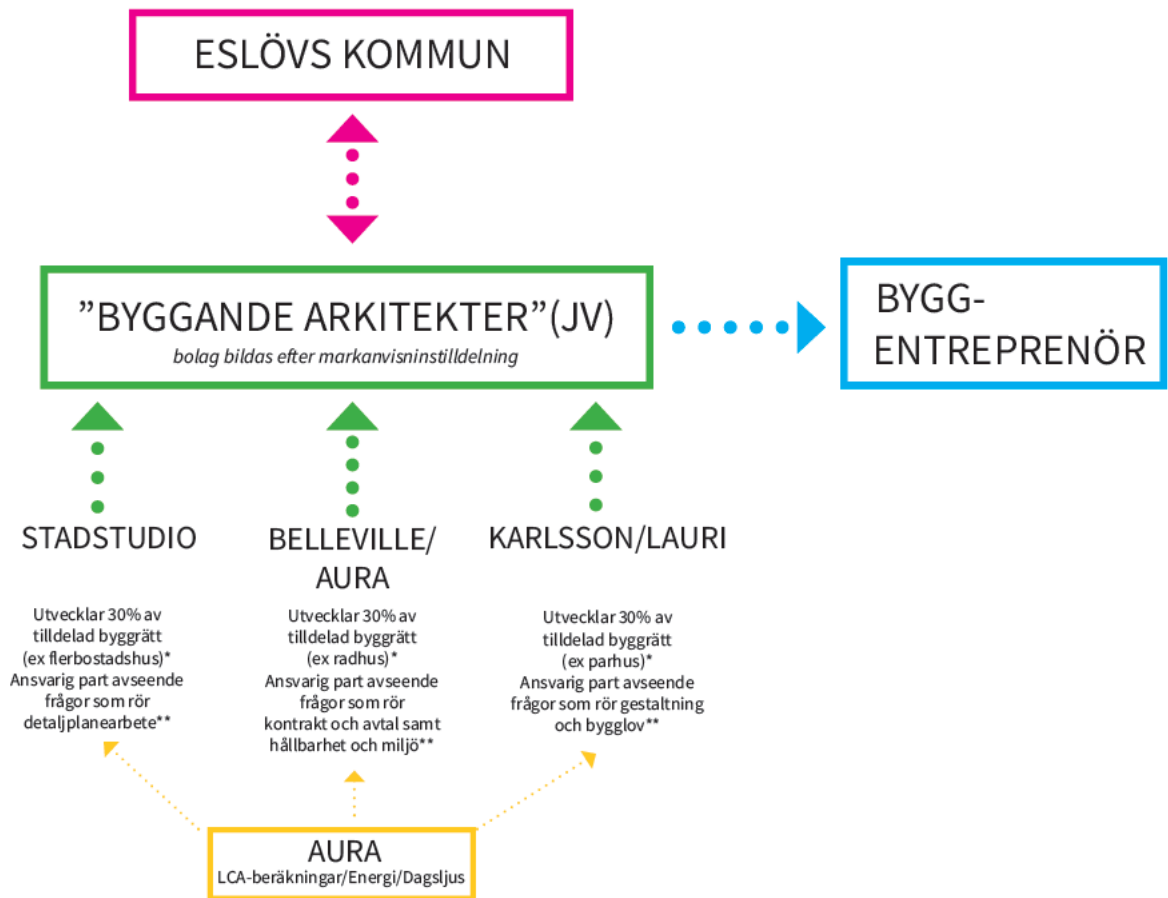 ESLÖVS KOMMUN
”BYGGANDE ARKITEKTER”(JV)
bolag bildas efter markanvisninstilldelning
BYGG-
ENTREPRENÖR
STADSTUDIO
Utvecklar 30% av
tilldelad byggrätt
(ex flerbostadshus)*
Ansvarig part avseende
frågor som rör
detaljplanearbete**
BELLEVILLE/
AURA
Utvecklar 30% av
tilldelad byggrätt
(ex radhus)*
Ansvarig part avseende
frågor som rör
kontrakt och avtal samt
hållbarhet och miljö**
KARLSSON/LAURI
Utvecklar 30% av
tilldelad byggrätt
(ex parhus)*
Ansvarig part avseende
frågor som rör gestaltning
och bygglov**
AURA
LCA-beräkningar/Energi/Dagsljus